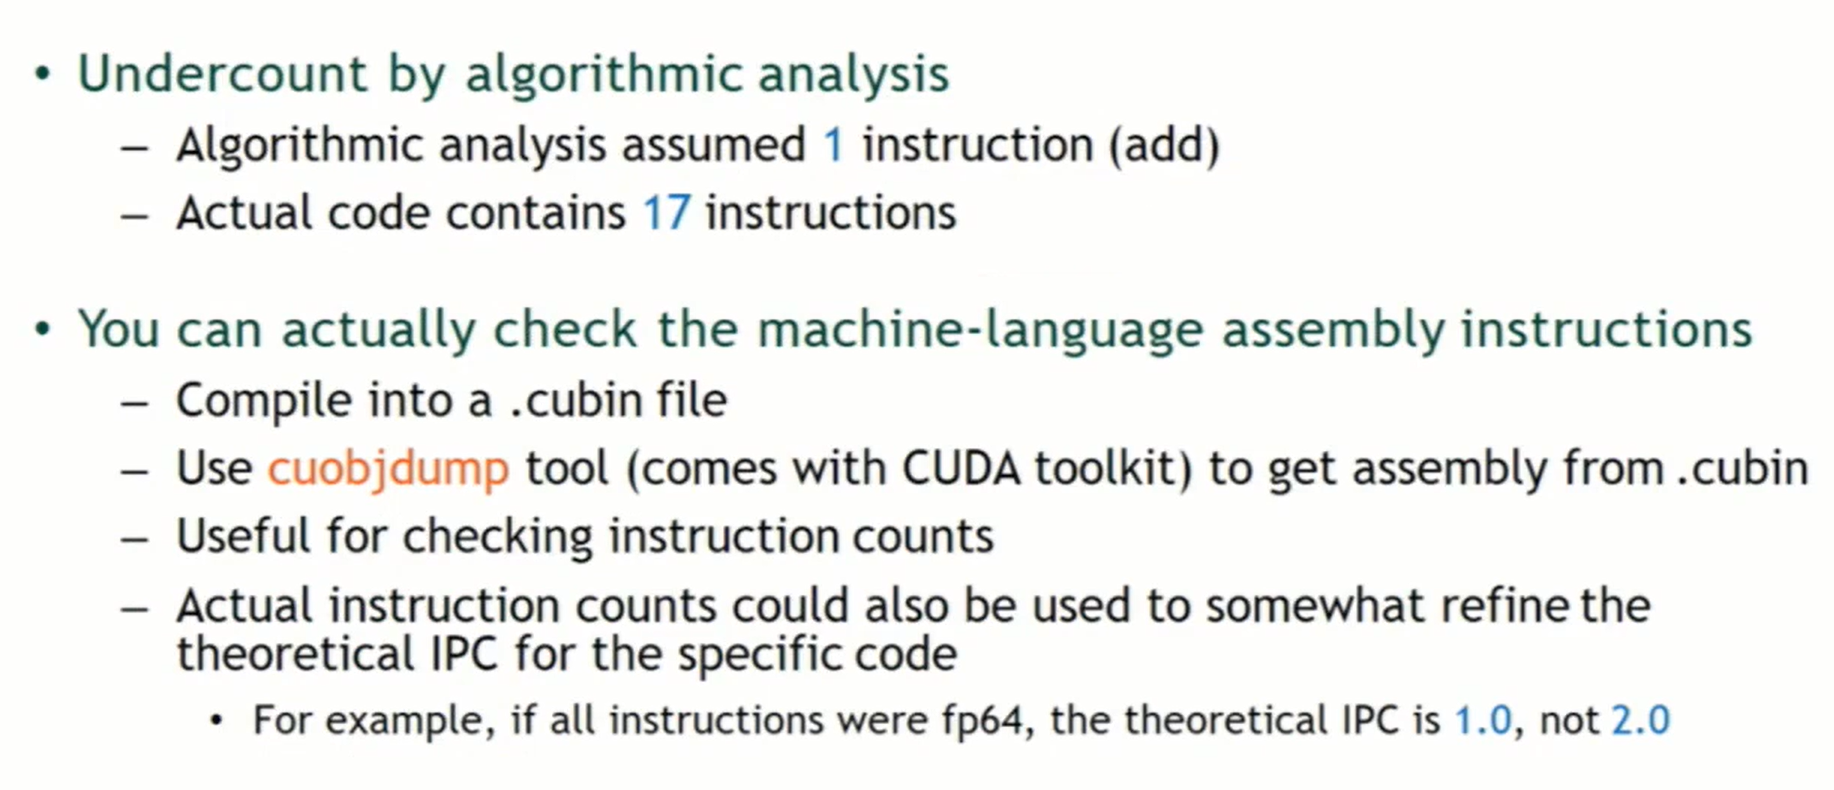 • Undercount by algorithmic analysis
– Algorithmic analysis assumed 1 instruction (add)
– Actual code contains 17 instructions
• You can actually check the machine-language assembly instructions
– Compile into a .cubin file
– Use cuobjdump tool (comes with CUDA toolkit) to get assembly from .cubin
– Useful for checking instruction counts
– Actual instruction counts could also be used to somewhat refine the
theoretical IPC for the specific code
• For example, if all instructions were fp64, the theoretical IPC is 1.0, not 2.0